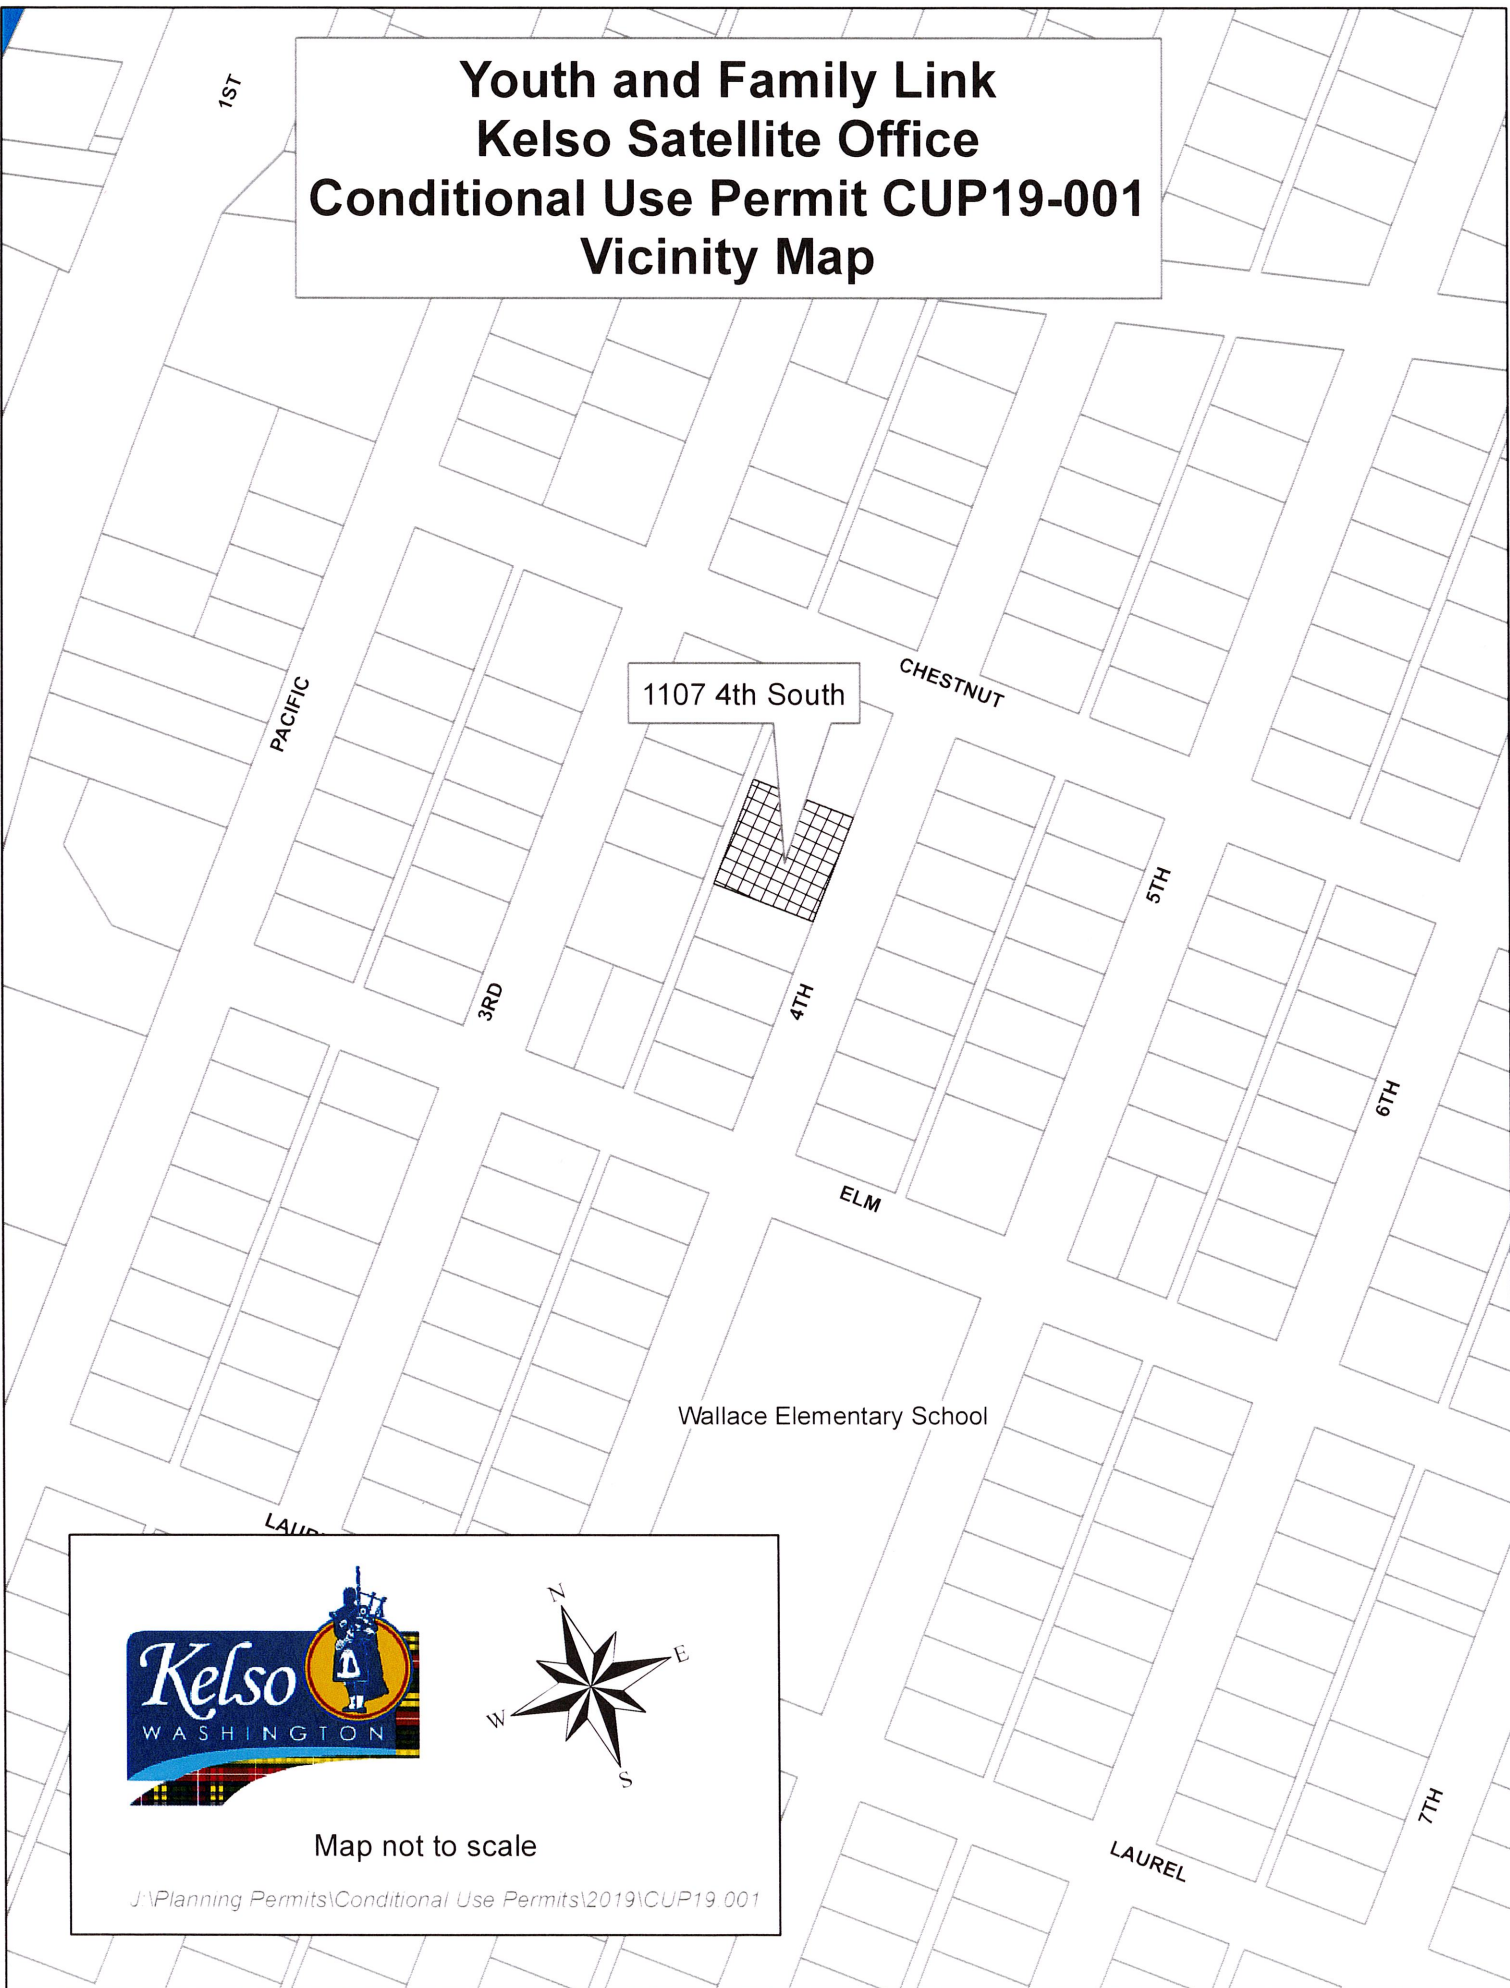 Youth and Family Link
Kelso Satellite Office
Conditional Use Permit CUP19-001
Vicinity Map
1ST
CHESTNUT
1107 4th South
PACIFIC
5TH
3RD
4TH
6TH
ELM
Wallace Elementary School
N
E
Kelso
WASHINGTON
W
S
7TH
Map not to scale
LAUREL
J:\Planning Permits\Conditional Use Permits\2019\CUP19.001